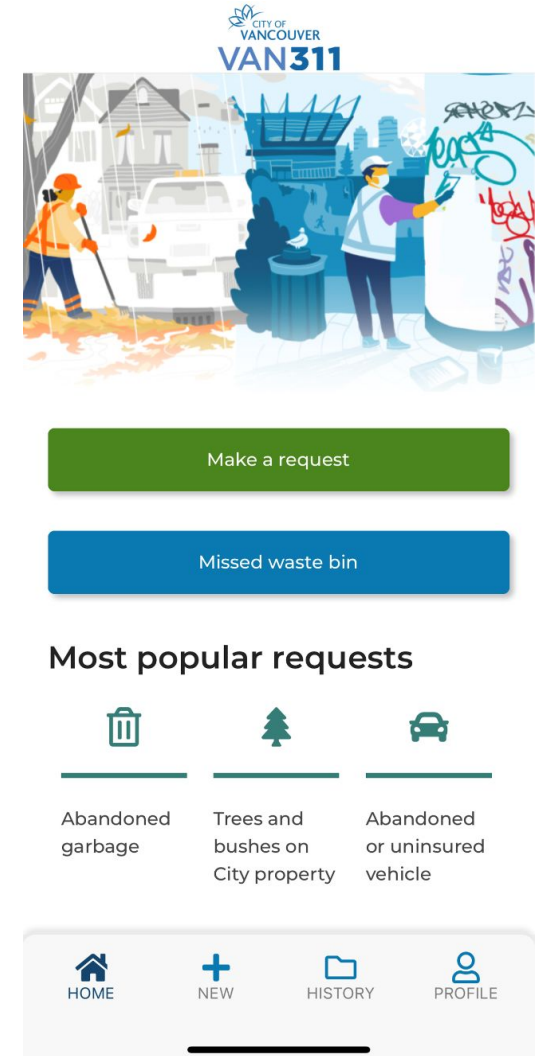 CITY OF
VANCOUVER
VAN311
Make a request
Missed waste bin
Most popular requests
Abandoned
garbage
Trees and
bushes on
City property
Abandoned
or uninsured
vehicle
HOME
NEW
HISTORY
PROFILE